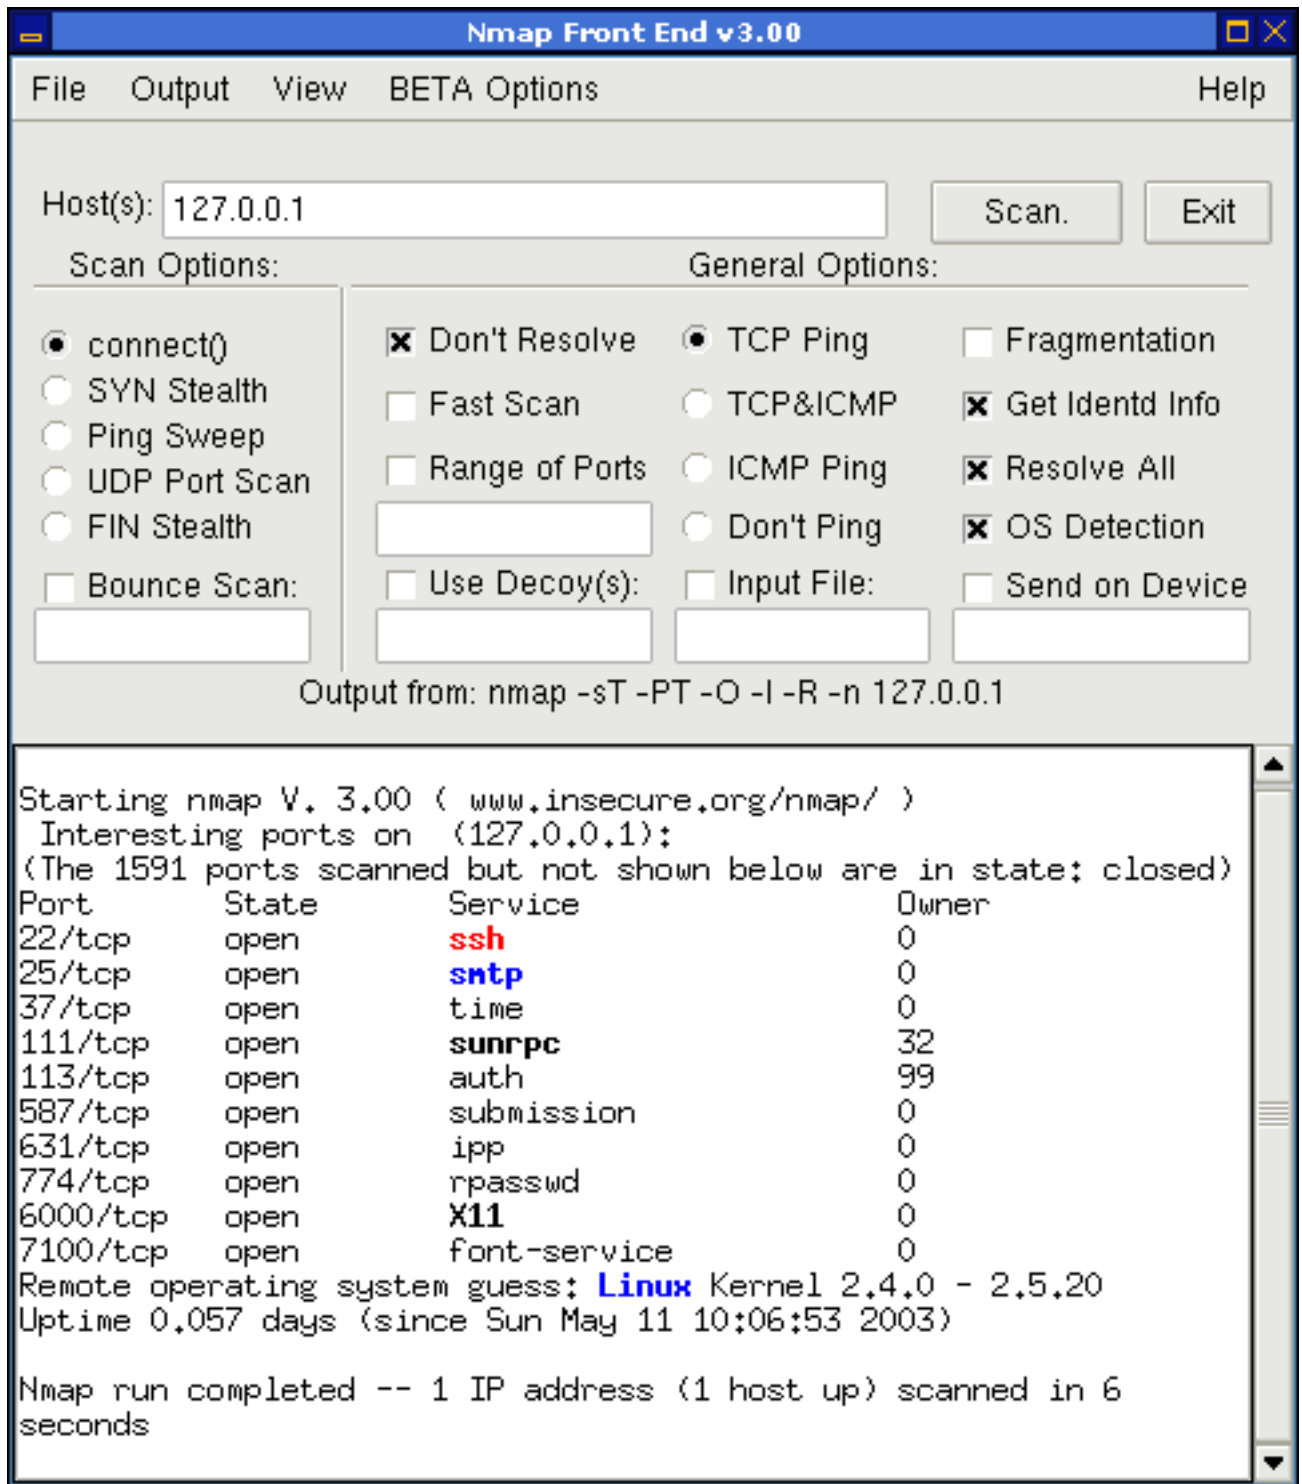 Nmap Front End v3.00
File Output View BETA Options Help
Host(s): 127.0.0.1 Scan. Exit
Scan Options: General Options:
connect() Don't Resolve TCP Ping Fragmentation
SYN Stealth Fast Scan TCP&ICMP Get Identd Info
Ping Sweep Range of Ports ICMP Ping Resolve All
UDP Port Scan
FIN Stealth Don't Ping OS Detection
Bounce Scan: Use Decoy(s): Input File: Send on Device
Output from: nmap -sT -PT -O -I -R -n 127.0.0.1
Starting nmap V. 3.00 ( www.insecure.org/nmap/ )
Interesting ports on (127.0.0.1):
(The 1591 ports scanned but not shown below are in state: closed)
Port State Service Owner
22/tcp open ssh 0
25/tcp open smtp 0
37/tcp open time 0
111/tcp open sunrpc 32
113/tcp open auth 99
587/tcp open submission 0
631/tcp open ipp 0
774/tcp open rpasswd 0
6000/tcp open X11 0
7100/tcp open font-service 0
Remote operating system guess: Linux Kernel 2.4.0 - 2.5.20
Uptime 0.057 days (since Sun May 11 10:06:53 2003)
Nmap run completed -- 1 IP address (1 host up) scanned in 6
seconds